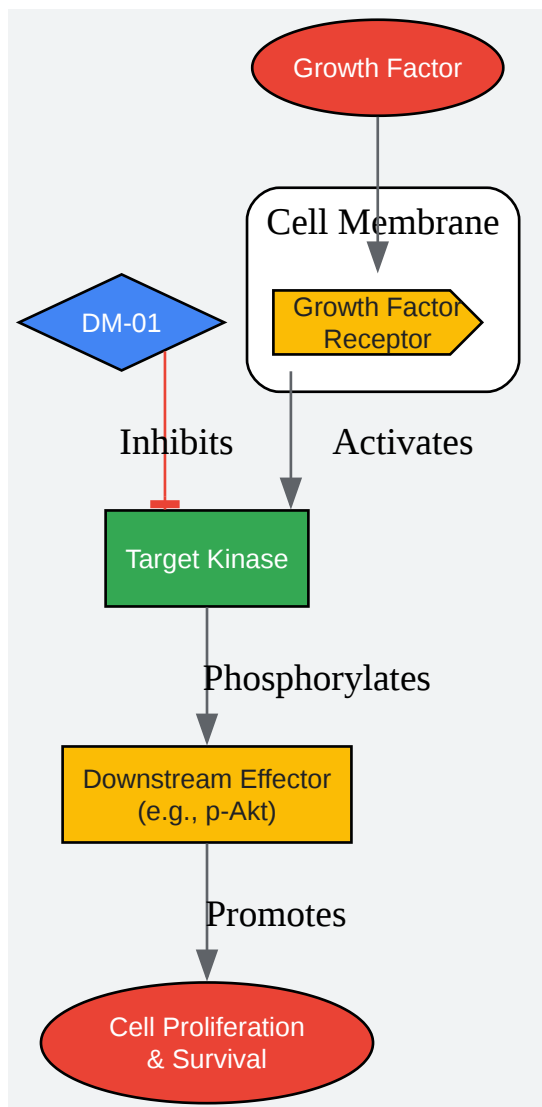 Growth Factor
Cell Membrane
Growth Factor
Receptor
DM-01
Inhibits
Activates
Target Kinase
Phosphorylates
Downstream Effector
(e.g., p-Akt)
Promotes
Cell Proliferation
& Survival